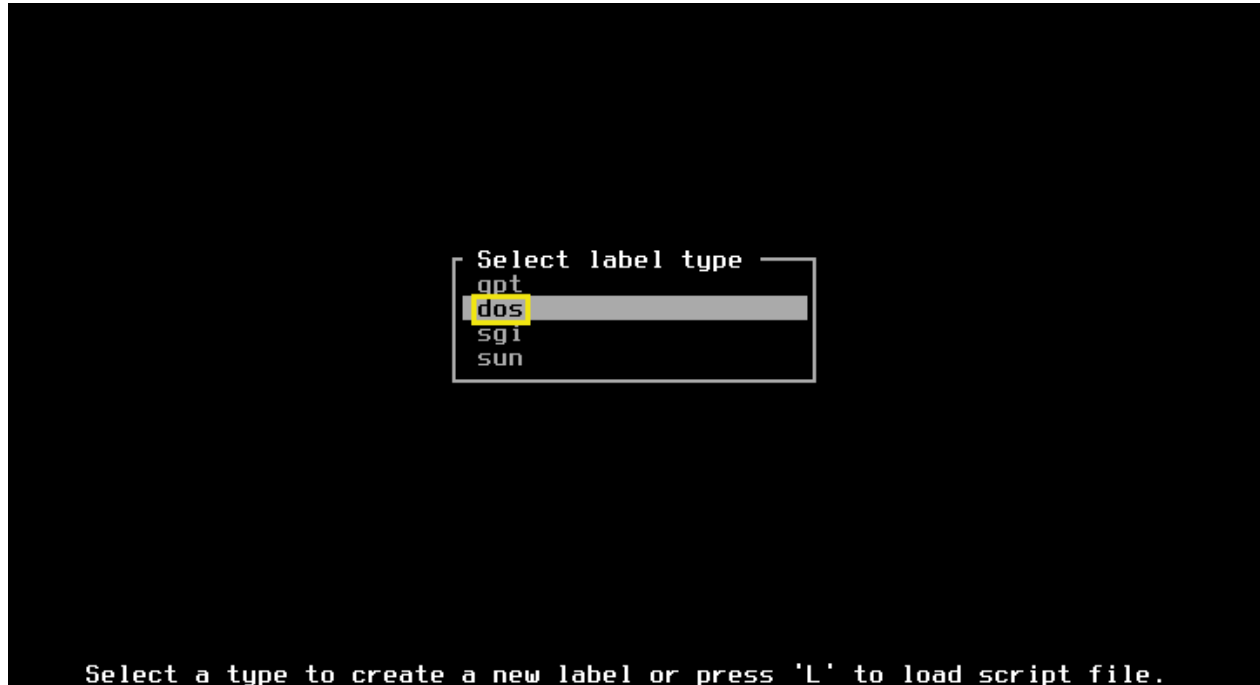 Select label type
gpt
dos
sgi
sun
Select a type to create a new label or press 'L' to load script file.